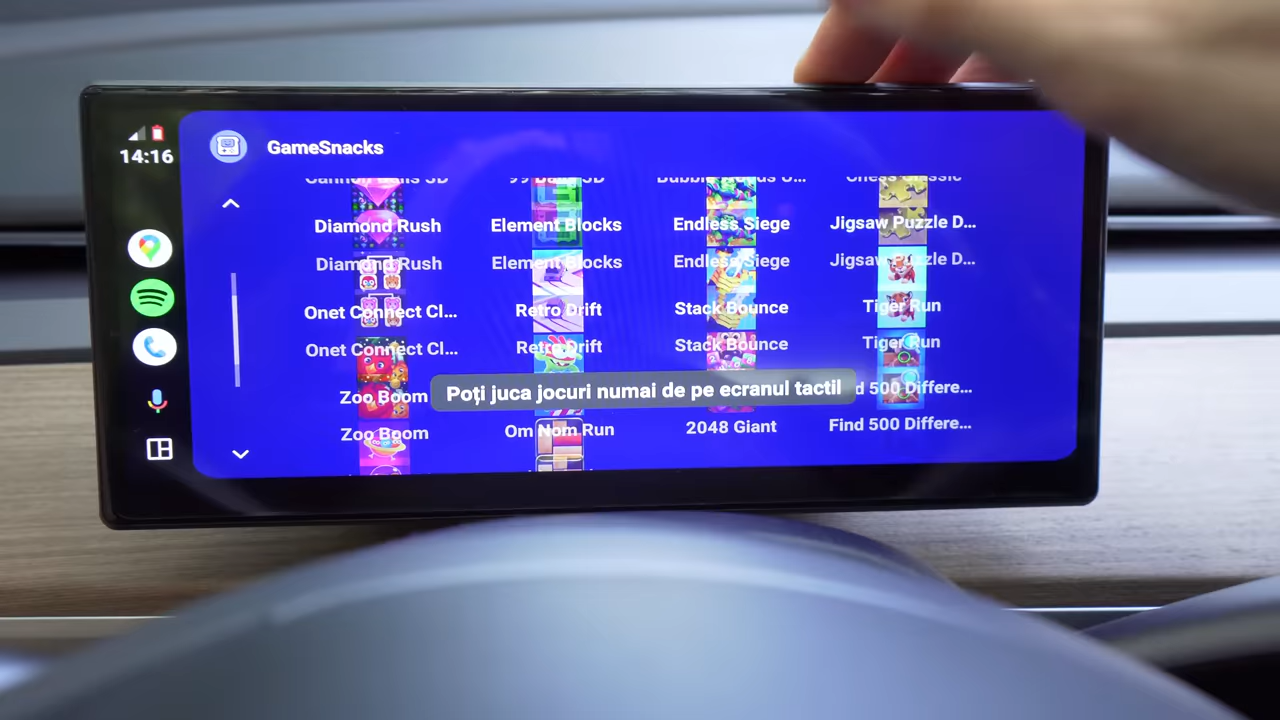 14:16
GameSnacks
Diamond Rush Element Blocks Endless Siege Jigsaw Puzzle D...
Diamond Rush Element Blocks Endless Siege Jigsaw Puzzle D...
Onet Connect Cl... Retro Drift Stack Bounce Tiger Run
Onet Connect Cl... Retro Drift Stack Bounce Tiger Run
Zoo Boom d 500 Differe...
Poți juca jocuri numai de pe ecranul tactil
Zoo Boom Om Nom Run 2048 Giant Find 500 Differe...